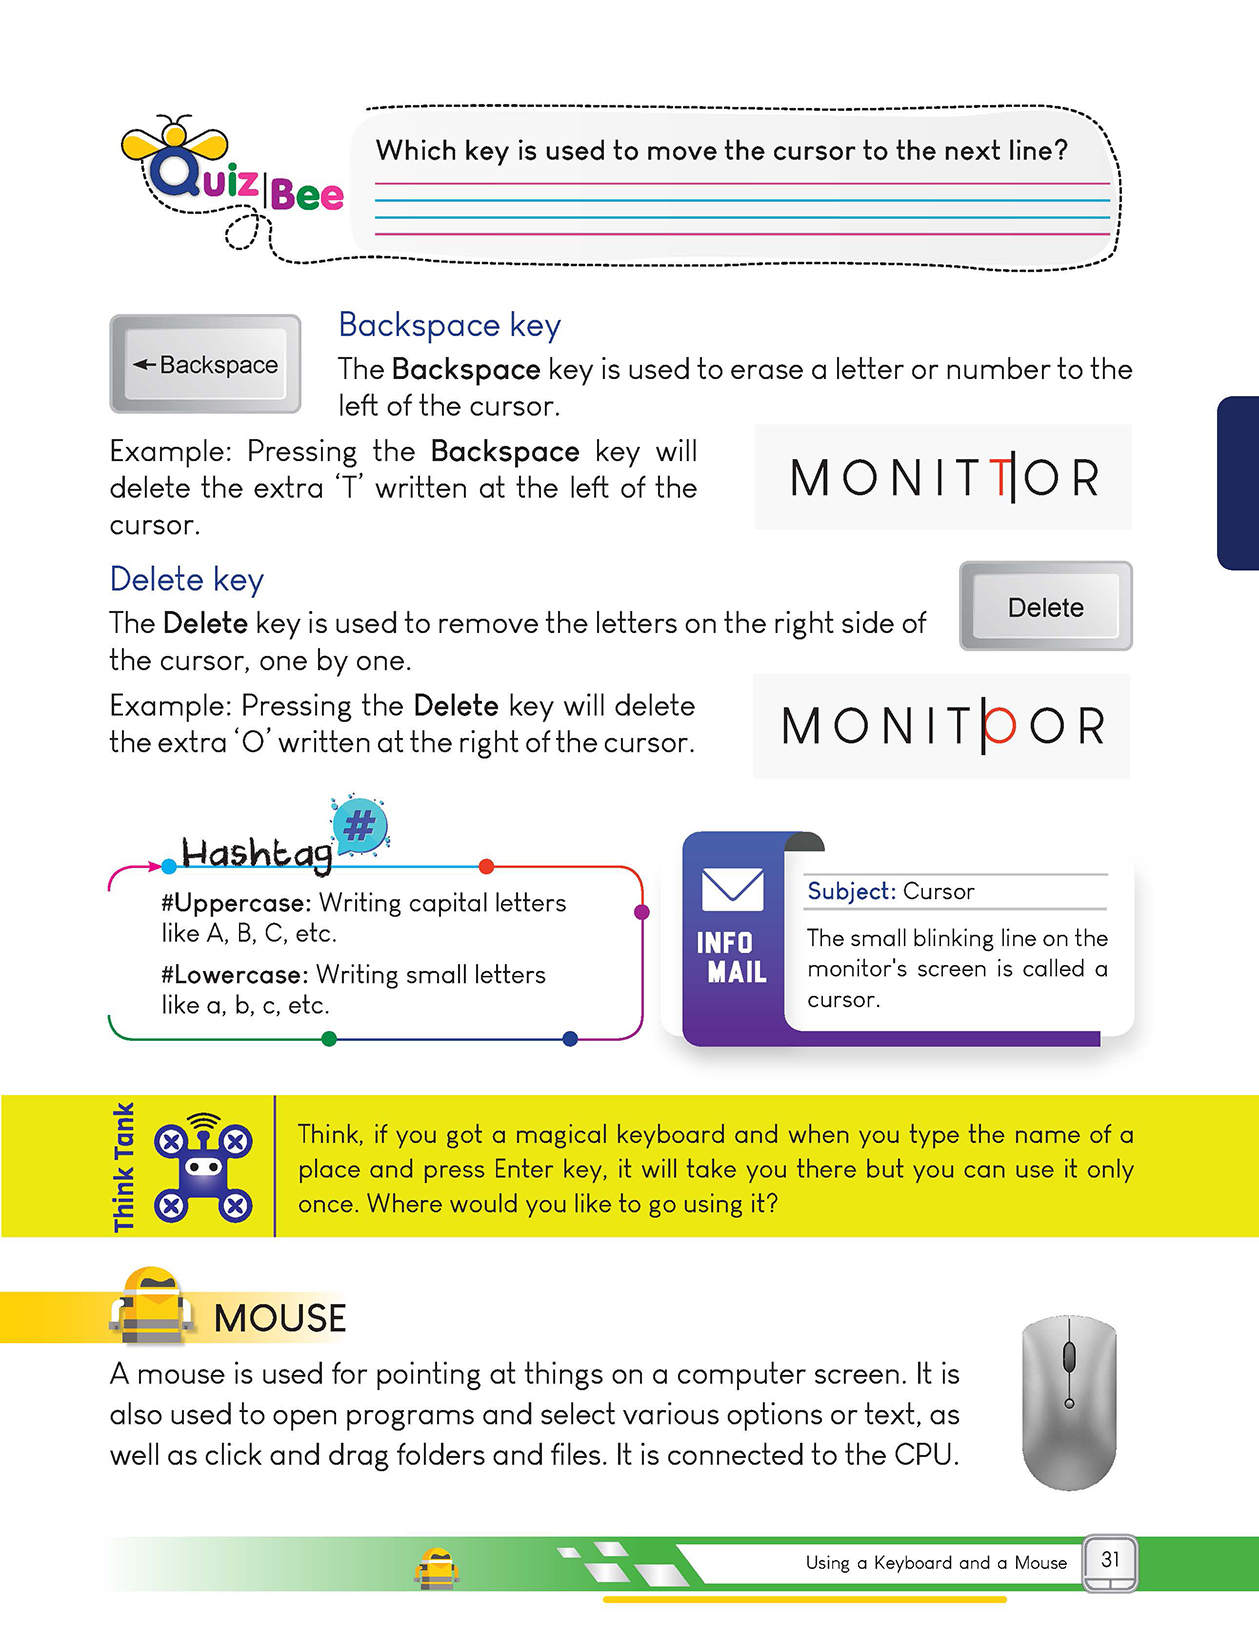 Quiz Bee
Which key is used to move the cursor to the next line?
Backspace key
←Backspace
The Backspace key is used to erase a letter or number to the
left of the cursor.
Example: Pressing the Backspace key will
delete the extra ‘T’ written at the left of the
cursor.
MONITT|OR
Delete key
Delete
The Delete key is used to remove the letters on the right side of
the cursor, one by one.
Example: Pressing the Delete key will delete
the extra ‘O’ written at the right of the cursor.
MONIT|OOR
Hashtag #
#Uppercase: Writing capital letters
like A, B, C, etc.
#Lowercase: Writing small letters
like a, b, c, etc.
INFO
MAIL
Subject: Cursor
The small blinking line on the
monitor's screen is called a
cursor.
Think Tank
Think, if you got a magical keyboard and when you type the name of a
place and press Enter key, it will take you there but you can use it only
once. Where would you like to go using it?
MOUSE
A mouse is used for pointing at things on a computer screen. It is
also used to open programs and select various options or text, as
well as click and drag folders and files. It is connected to the CPU.
Using a Keyboard and a Mouse 31